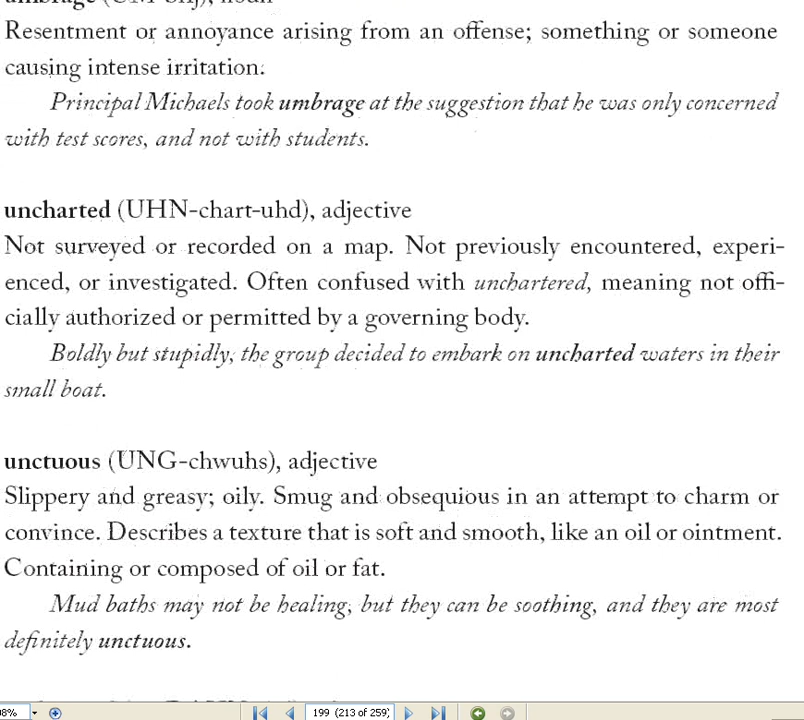 umbrage (UM-brij), noun
Resentment or annoyance arising from an offense; something or someone
causing intense irritation.
Principal Michaels took umbrage at the suggestion that he was only concerned
with test scores, and not with students.
uncharted (UHN-chart-uhd), adjective
Not surveyed or recorded on a map. Not previously encountered, experi-
enced, or investigated. Often confused with unchartered, meaning not offi-
cially authorized or permitted by a governing body.
Boldly but stupidly, the group decided to embark on uncharted waters in their
small boat.
unctuous (UNG-chwuhs), adjective
Slippery and greasy; oily. Smug and obsequious in an attempt to charm or
convince. Describes a texture that is soft and smooth, like an oil or ointment.
Containing or composed of oil or fat.
Mud baths may not be healing, but they can be soothing, and they are most
definitely unctuous.
8% 199 (213 of 259)